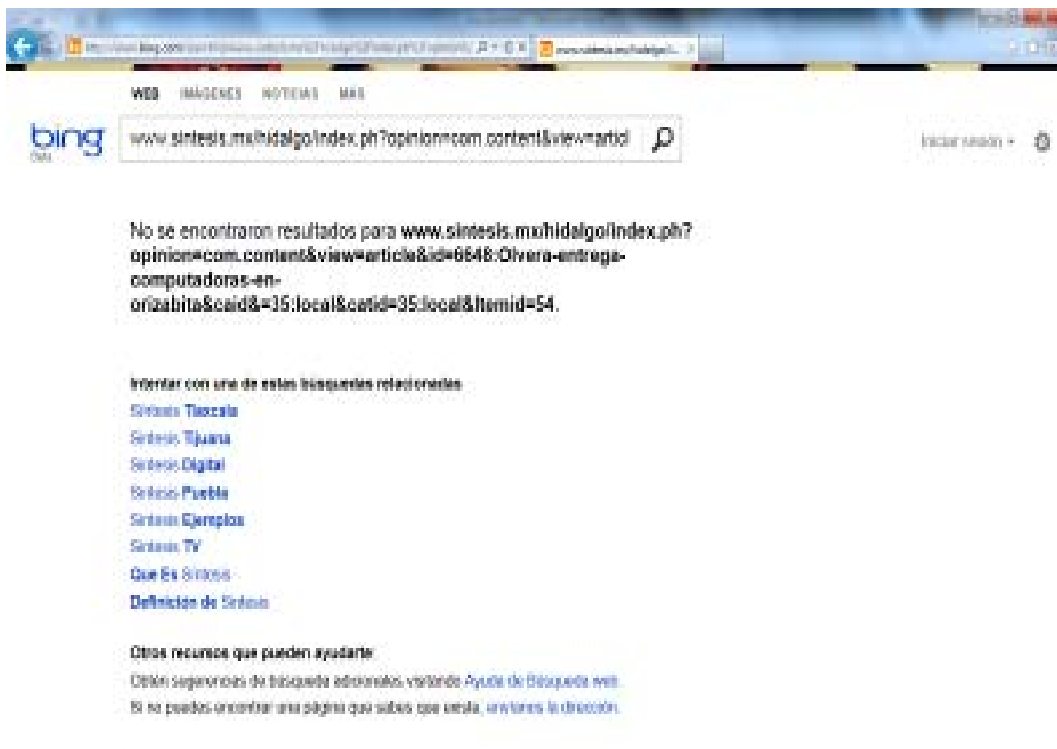 WEB IMÁGENES NOTICIAS MÁS
bing
www.sintesis.mx/hidalgo/index.ph?opinion=com.content&view=articl
Iniciar sesión
No se encontraron resultados para www.sintesis.mx/hidalgo/index.ph?
opinion=com.content&view=article&id=6648:Olvera-entrega-
computadoras-en-
orizabita&caid&=35:local&catid=35:local&Itemid=54.
Intentar con una de estas búsquedas relacionadas
Síntesis Tlaxcala
Síntesis Tijuana
Síntesis Digital
Síntesis Puebla
Síntesis Ejemplos
Síntesis TV
Que Es Síntesis
Definición de Síntesis
Otros recursos que pueden ayudarte
Obtén sugerencias de búsqueda adicionales, visitando Ayuda de Búsqueda web.
Si no puedes encontrar una página que sabes que existe, envíanos la dirección.